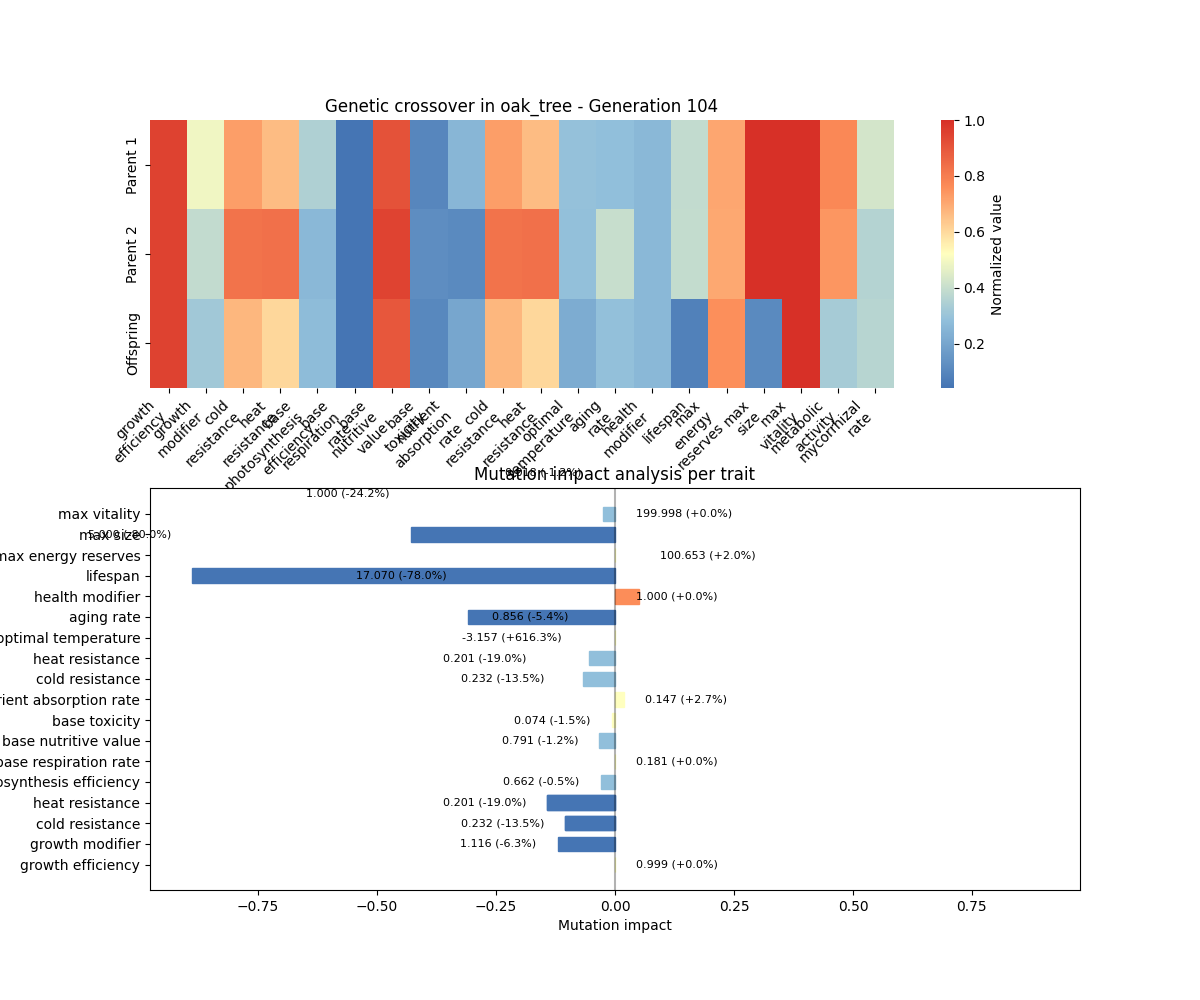 Genetic crossover in oak_tree - Generation 104
Parent 1
Parent 2
Offspring
1.0
0.8
0.6
0.4
0.2
Normalized value
growth
efficiency
growth
modifier
cold
resistance
heat
resistance
base
photosynthesis
efficiency
base
respiration
rate
base
nutritive
value
base
toxicity
absorption
rate
cold
resistance
heat
resistance
optimal
temperature
aging
rate
health
modifier
lifespan
max
energy
reserves
max
size
max
vitality
metabolic
activity
mycorrhizal
rate
Mutation impact analysis per trait
1.000 (-24.2%)
max vitality
199.998 (+0.0%)
max size
max energy reserves
100.653 (+2.0%)
lifespan
17.070 (-78.0%)
health modifier
1.000 (+0.0%)
aging rate
0.856 (-5.4%)
optimal temperature
-3.157 (+616.3%)
heat resistance
0.201 (-19.0%)
cold resistance
0.232 (-13.5%)
rient absorption rate
0.147 (+2.7%)
base toxicity
0.074 (-1.5%)
base nutritive value
0.791 (-1.2%)
base respiration rate
0.181 (+0.0%)
osynthesis efficiency
0.662 (-0.5%)
heat resistance
0.201 (-19.0%)
cold resistance
0.232 (-13.5%)
growth modifier
1.116 (-6.3%)
growth efficiency
0.999 (+0.0%)
−0.75
−0.50
−0.25
0.00
0.25
0.50
0.75
Mutation impact